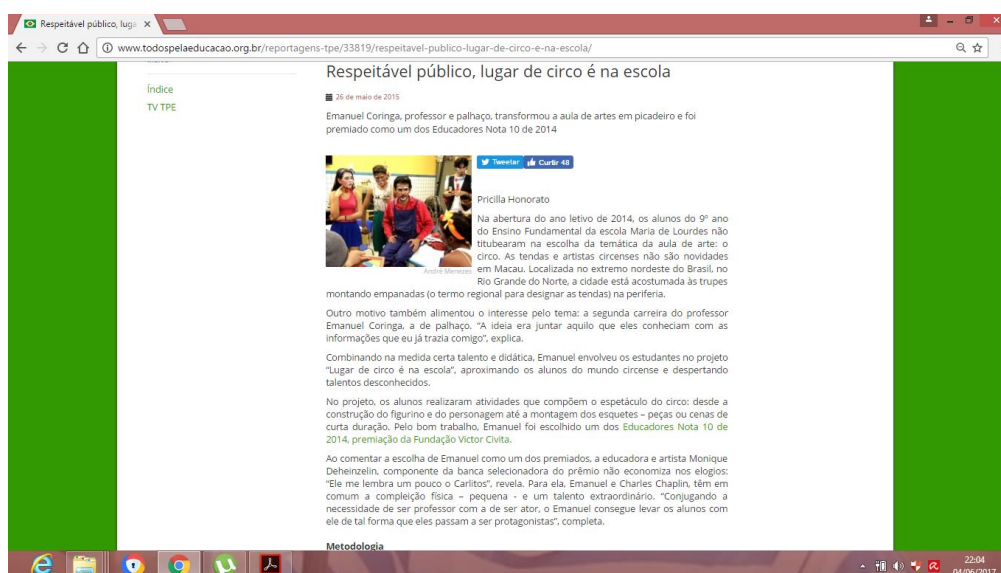 Respeitável público, luga
www.todospelaeducacao.org.br/reportagens-tpe/33819/respeitavel-publico-lugar-de-circo-e-na-escola/
Índice
TV TPE
Respeitável público, lugar de circo é na escola
26 de maio de 2015
Emanuel Coringa, professor e palhaço, transformou a aula de artes em picadeiro e foi
premiado como um dos Educadores Nota 10 de 2014
Tweetar Curtir 48
André Menezes
Pricilla Honorato
Na abertura do ano letivo de 2014, os alunos do 9º ano
do Ensino Fundamental da escola Maria de Lourdes não
titubearam na escolha da temática da aula de arte: o
circo. As tendas e artistas circenses não são novidades
em Macau. Localizada no extremo nordeste do Brasil, no
Rio Grande do Norte, a cidade está acostumada às trupes
montando empanadas (o termo regional para designar as tendas) na periferia.
Outro motivo também alimentou o interesse pelo tema: a segunda carreira do professor
Emanuel Coringa, a de palhaço. “A ideia era juntar aquilo que eles conheciam com as
informações que eu já trazia comigo”, explica.
Combinando na medida certa talento e didática, Emanuel envolveu os estudantes no projeto
“Lugar de circo é na escola”, aproximando os alunos do mundo circense e despertando
talentos desconhecidos.
No projeto, os alunos realizaram atividades que compõem o espetáculo do circo: desde a
construção do figurino e do personagem até a montagem dos esquetes – peças ou cenas de
curta duração. Pelo bom trabalho, Emanuel foi escolhido um dos Educadores Nota 10 de
2014, premiação da Fundação Victor Civita.
Ao comentar a escolha de Emanuel como um dos premiados, a educadora e artista Monique
Deheinzelin, componente da banca selecionadora do prêmio não economiza nos elogios:
“Ele me lembra um pouco o Carlitos”, revela. Para ela, Emanuel e Charles Chaplin, têm em
comum a compleição física – pequena - e um talento extraordinário. “Conjugando a
necessidade de ser professor com a de ser ator, o Emanuel consegue levar os alunos com
ele de tal forma que eles passam a ser protagonistas”, completa.
Metodologia
22:04
04/06/2017